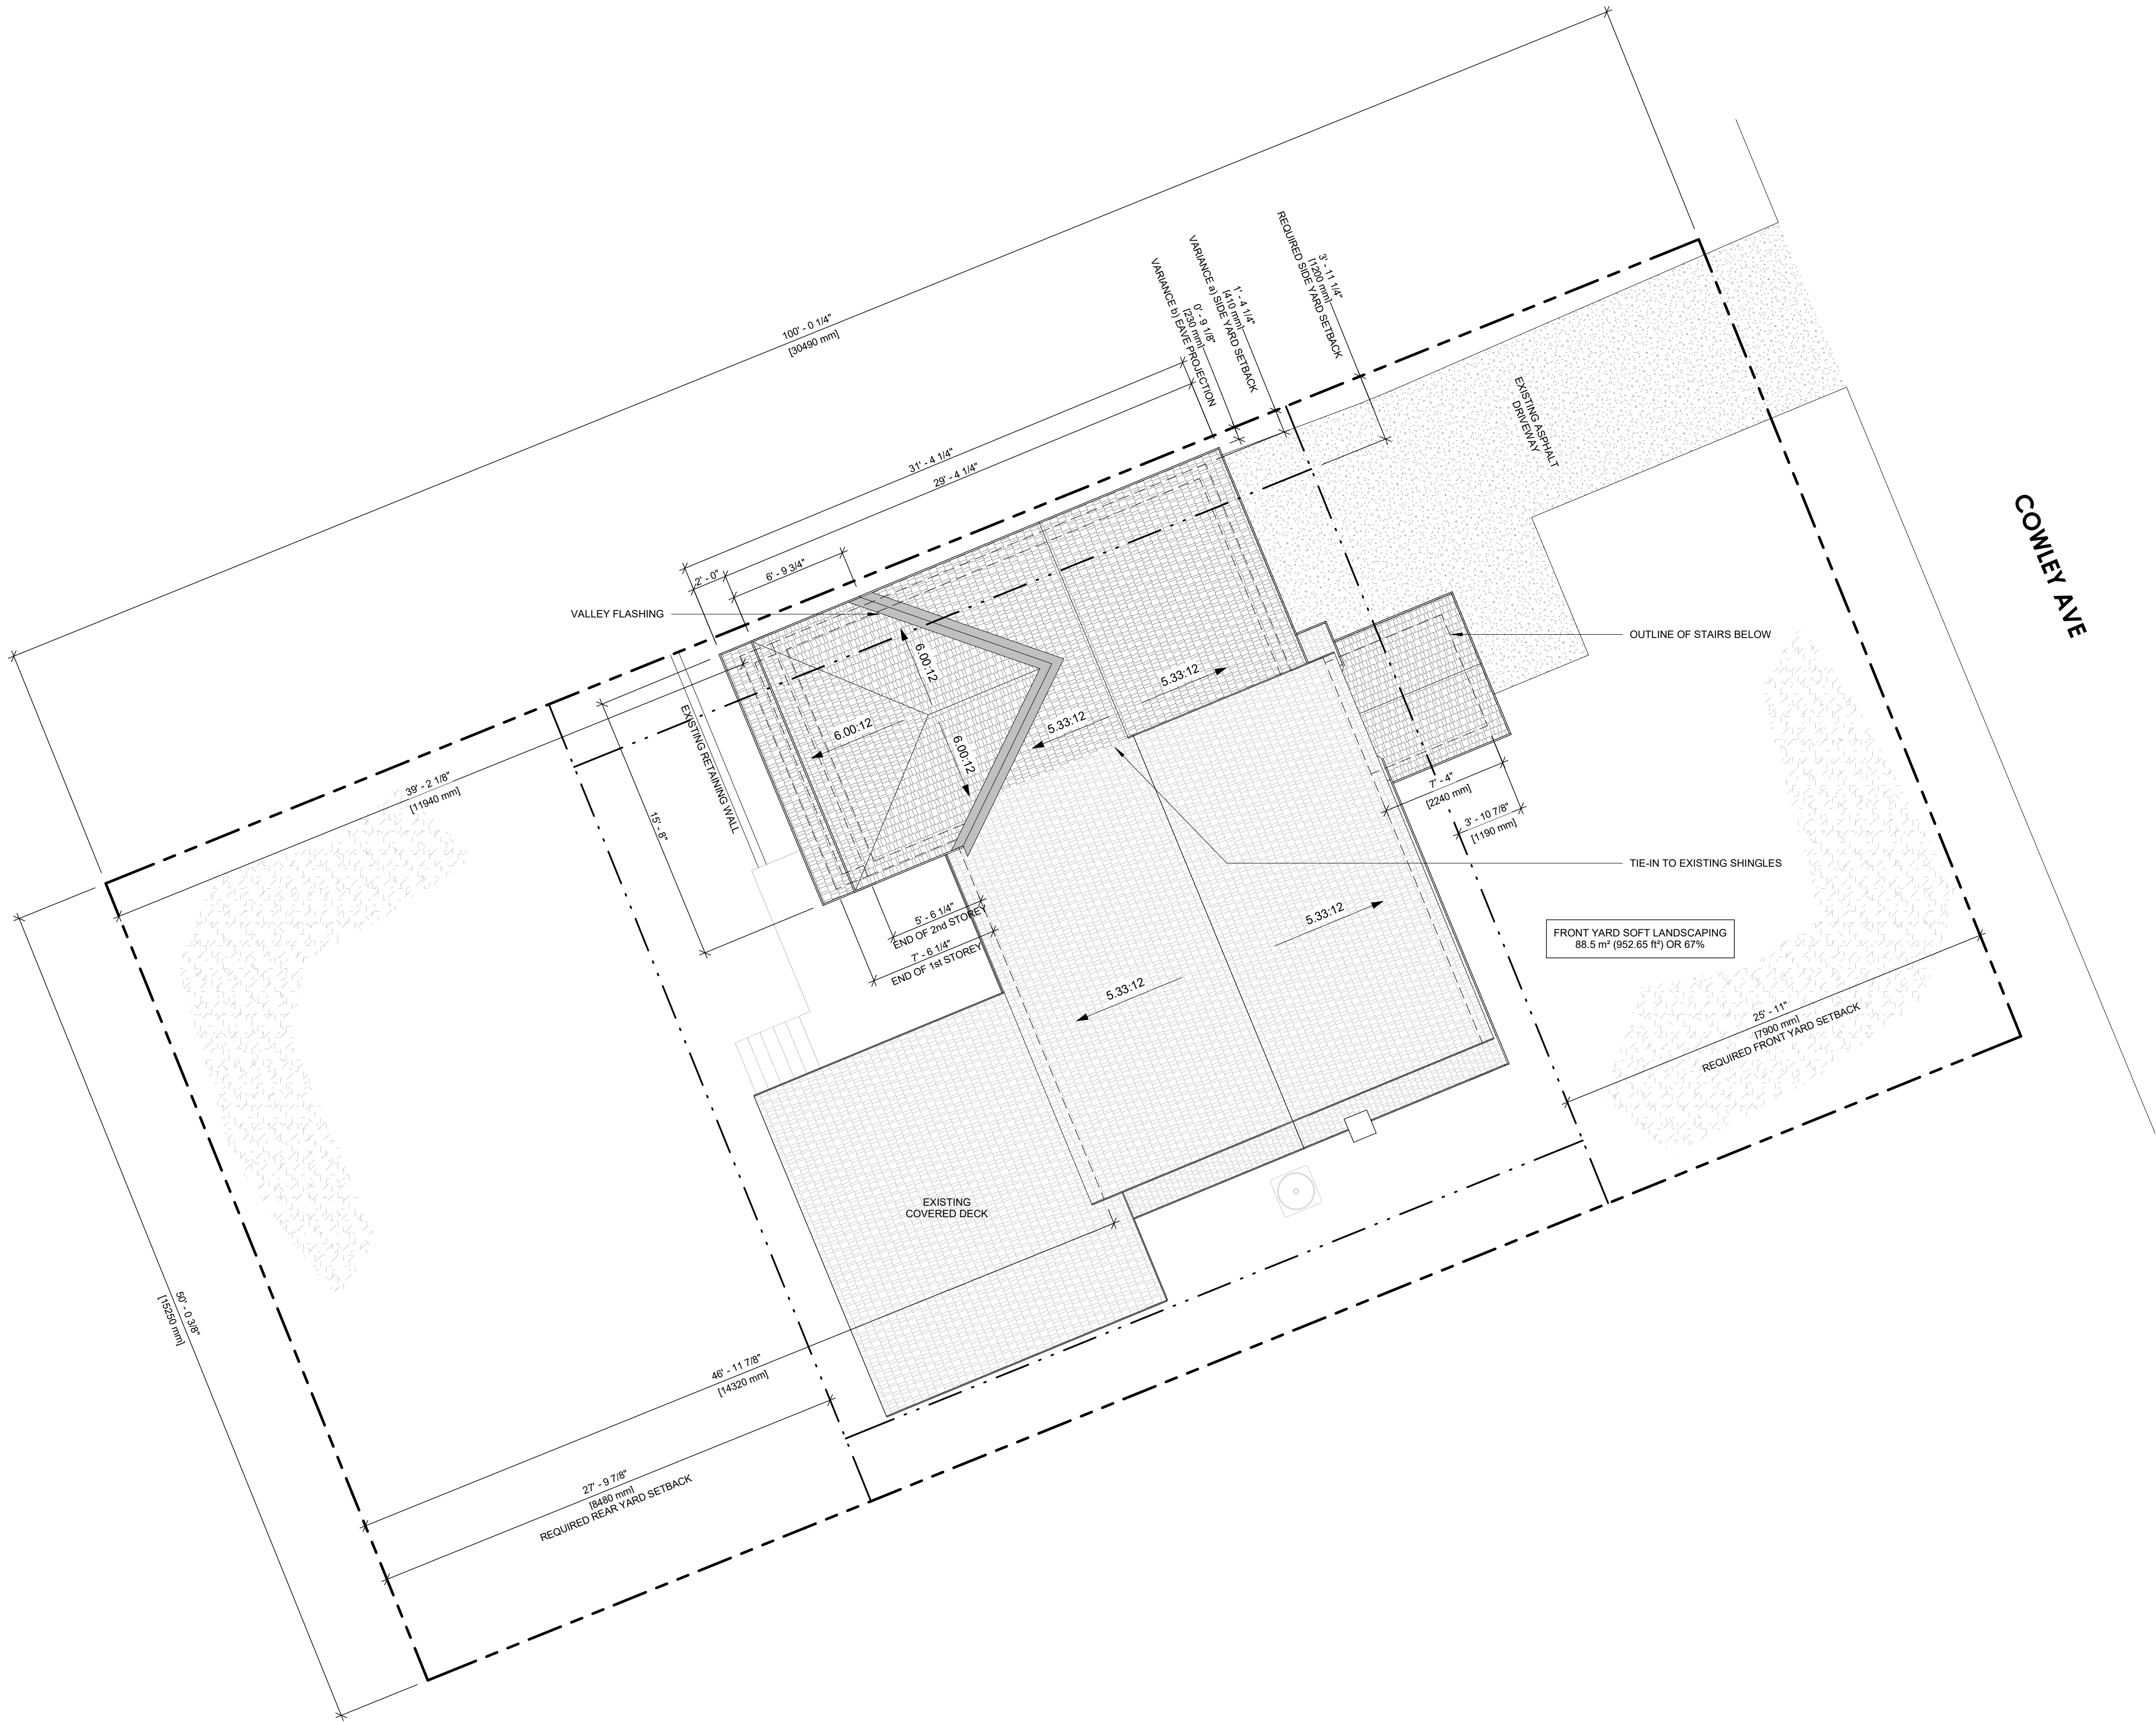 100' - 0 1/4"
[30490 mm]
3' - 11 1/4"
[1200 mm]
REQUIRED SIDE YARD SETBACK
1' - 4 1/4"
[410 mm]
VARIANCE a) SIDE YARD SETBACK
0' - 9 1/8"
[230 mm]
VARIANCE b) EAVE PROJECTION
EXISTING ASPHALT
DRIVEWAY
COWLEY AVE
31' - 4 1/4"
29' - 4 1/4"
2' - 0"
6' - 9 3/4"
VALLEY FLASHING
OUTLINE OF STAIRS BELOW
6.00:12
6.00:12
6.00:12
5.33:12
5.33:12
EXISTING RETAINING WALL
39' - 2 1/8"
[11940 mm]
15' - 8"
7' - 4"
[2240 mm]
3' - 10 7/8"
[1190 mm]
TIE-IN TO EXISTING SHINGLES
5' - 6 1/4"
END OF 2nd STOREY
7' - 6 1/4"
END OF 1st STOREY
5.33:12
5.33:12
FRONT YARD SOFT LANDSCAPING
88.5 m² (952.65 ft²) OR 67%
25' - 11"
[7900 mm]
REQUIRED FRONT YARD SETBACK
EXISTING
COVERED DECK
50' - 0 3/8"
[15250 mm]
46' - 11 7/8"
[14320 mm]
27' - 9 7/8"
[8480 mm]
REQUIRED REAR YARD SETBACK